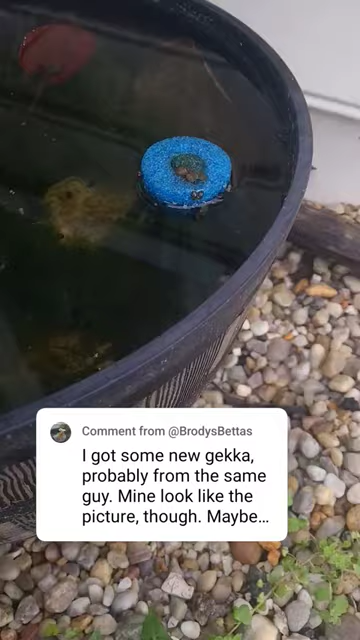 Comment from @BrodysBettas
I got some new gekka,
probably from the same
guy. Mine look like the
picture, though. Maybe...